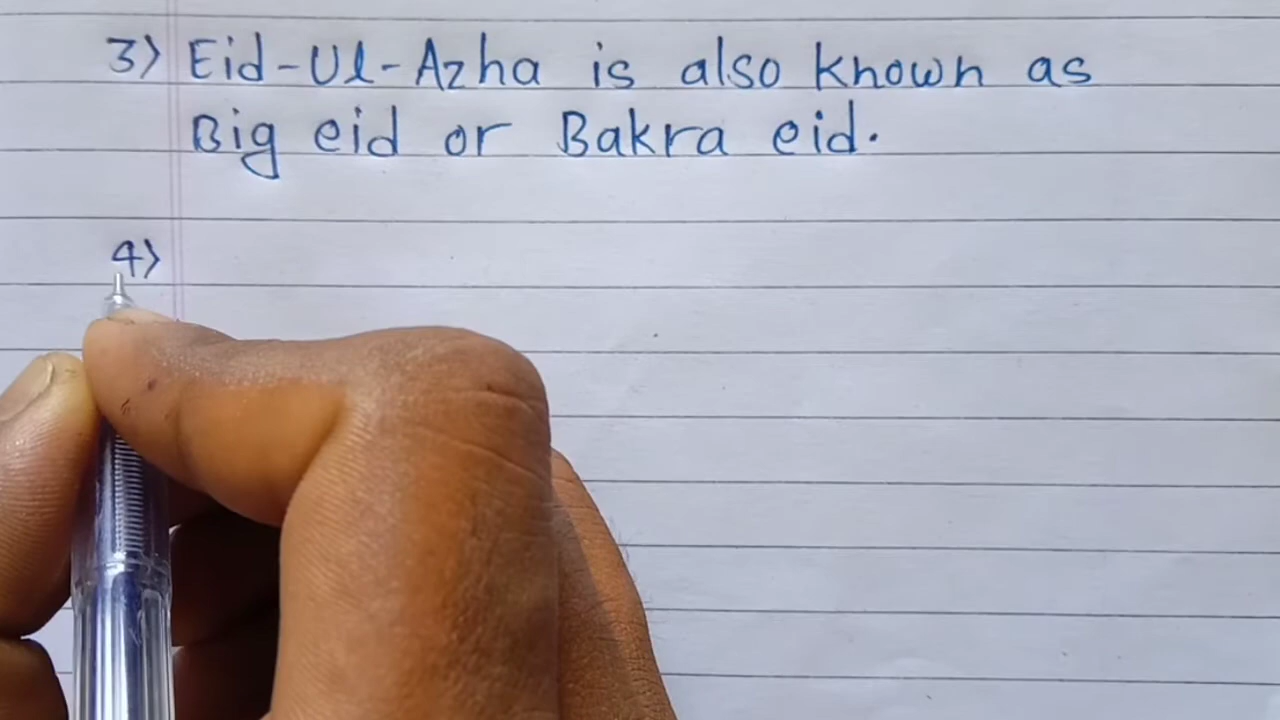 3) Eid-Ul-Azha is also known as
Big eid or Bakra eid.
4)